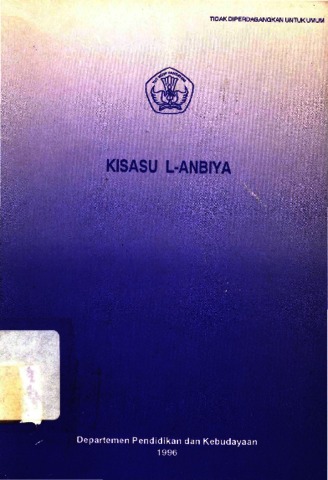 TIDAK DIPERDAGANGKAN UNTUK UMUM
KISASU L-ANBIYA
Departemen Pendidikan dan Kebudayaan
1996